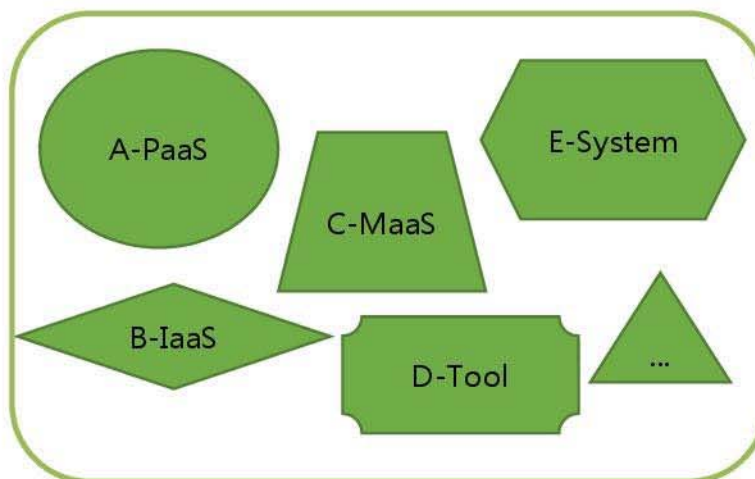 A-PaaS
E-System
C-MaaS
B-IaaS
D-Tool
...